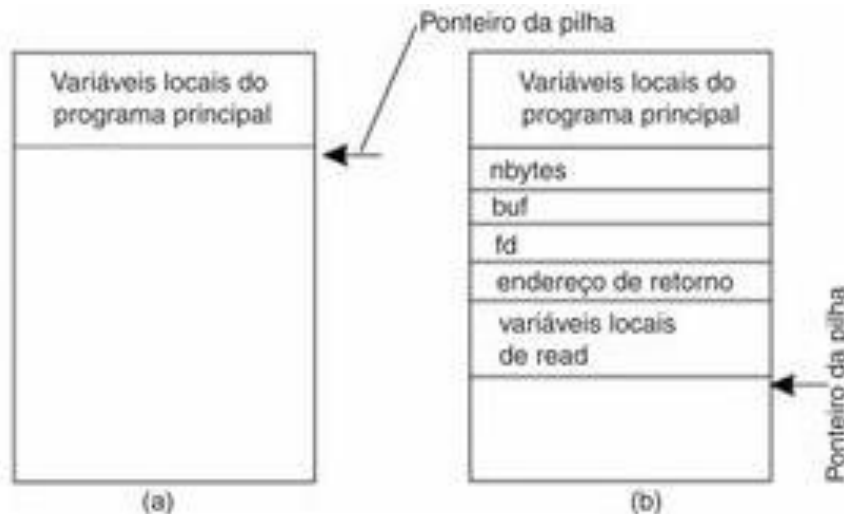 Ponteiro da pilha
Variáveis locais do
programa principal
(a)
Variáveis locais do
programa principal
nbytes
buf
fd
endereço de retorno
variáveis locais
de read
Ponteiro da pilha
(b)